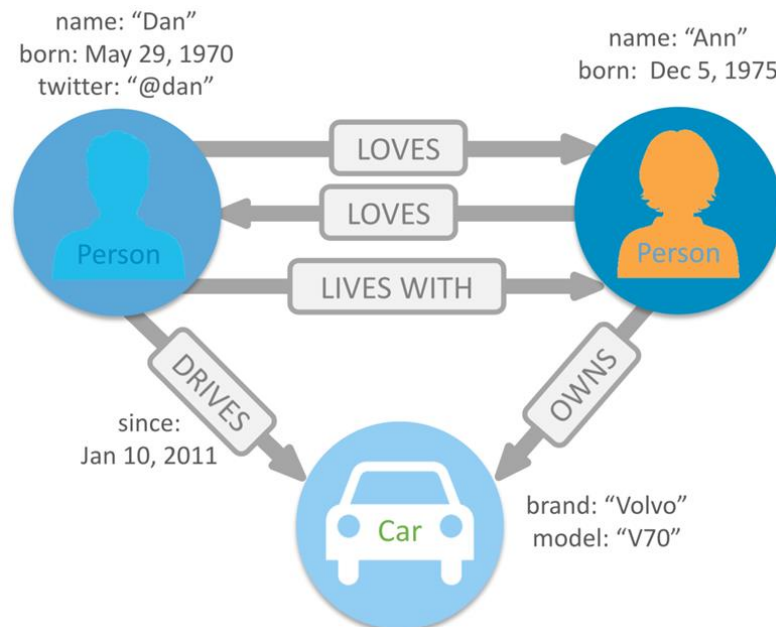 name: “Dan”
born: May 29, 1970
twitter: “@dan”
name: “Ann”
born:  Dec 5, 1975
LOVES
LOVES
Person
Person
LIVES WITH
DRIVES
OWNS
since:
Jan 10, 2011
Car
brand: “Volvo”
model: “V70”